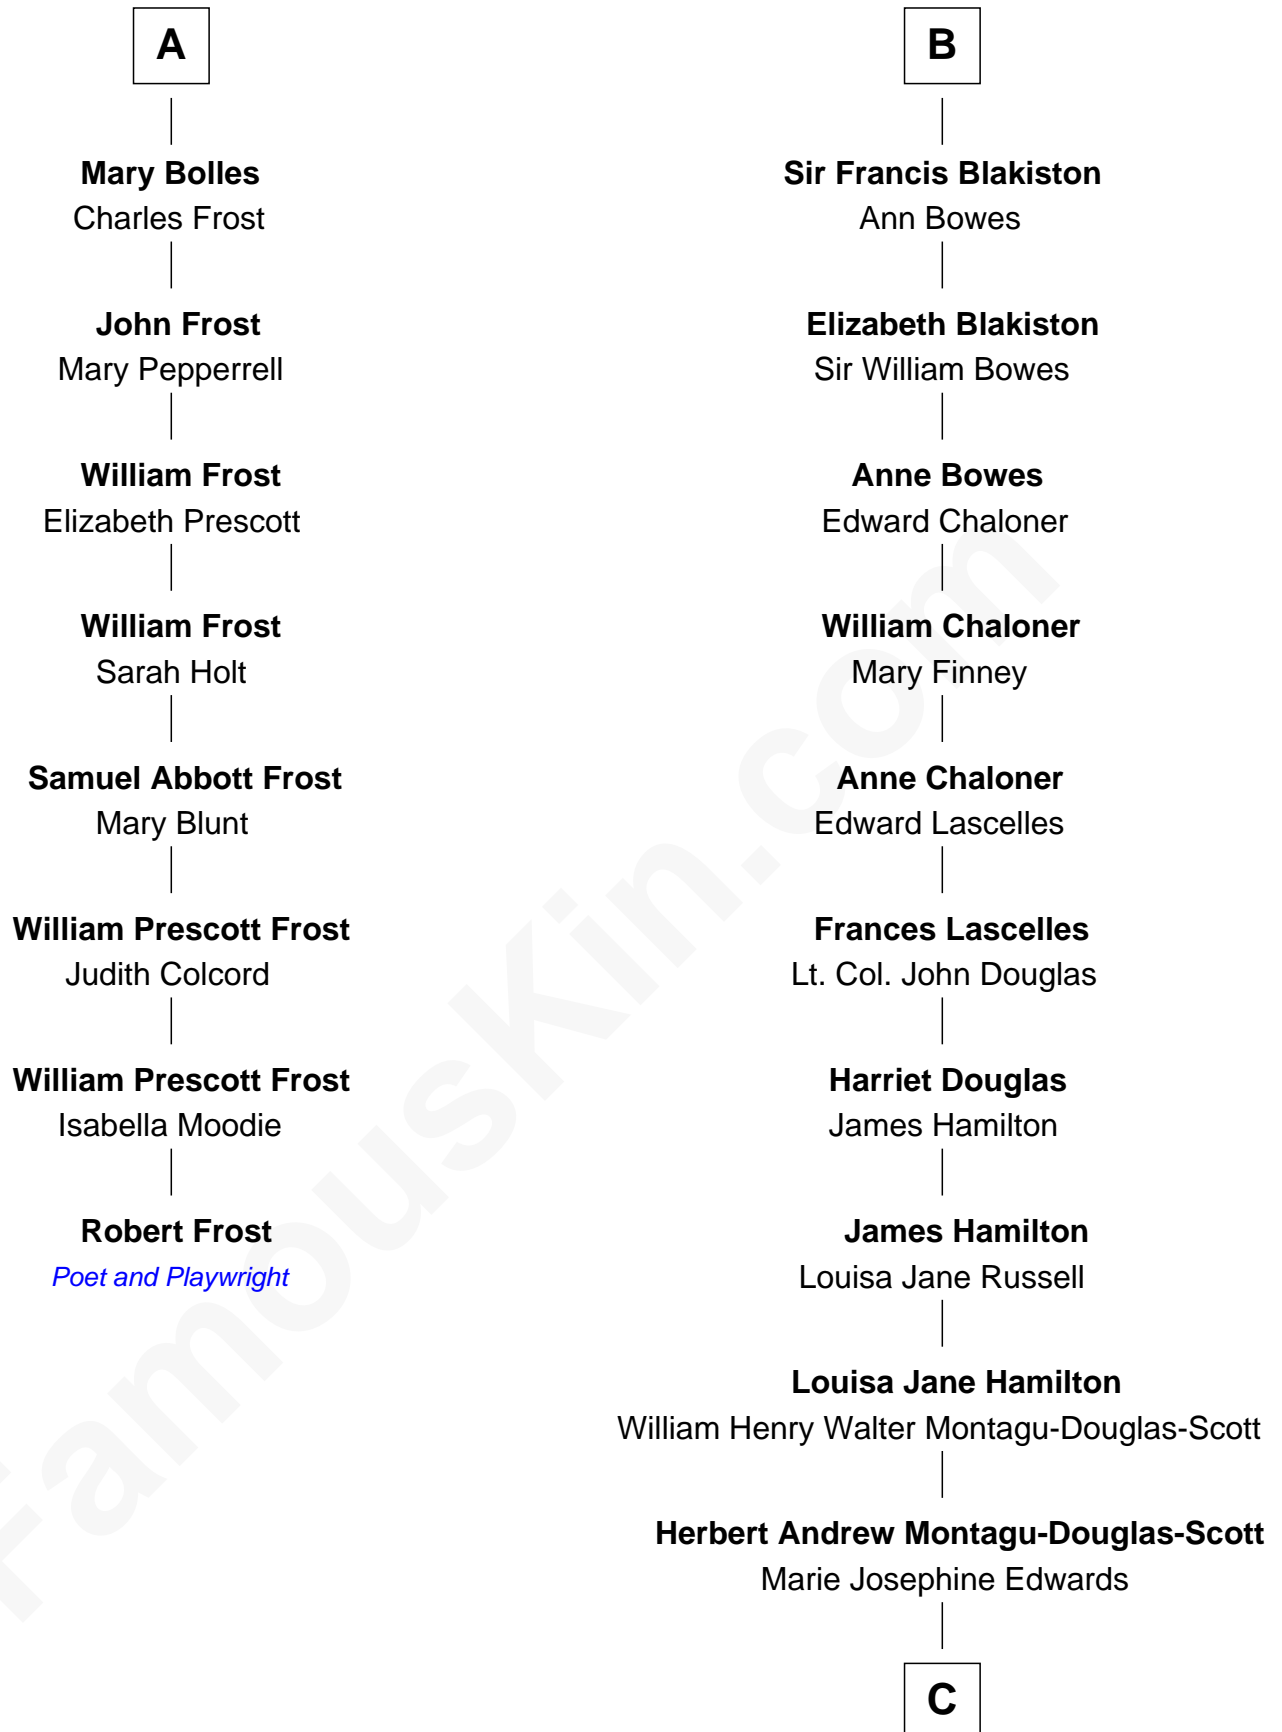 A
Mary Bolles
Charles Frost
John Frost
Mary Pepperrell
William Frost
Elizabeth Prescott
William Frost
Sarah Holt
Samuel Abbott Frost
Mary Blunt
William Prescott Frost
Judith Colcord
William Prescott Frost
Isabella Moodie
Robert Frost
Poet and Playwright
B
Sir Francis Blakiston
Ann Bowes
Elizabeth Blakiston
Sir William Bowes
Anne Bowes
Edward Chaloner
William Chaloner
Mary Finney
Anne Chaloner
Edward Lascelles
Frances Lascelles
Lt. Col. John Douglas
Harriet Douglas
James Hamilton
James Hamilton
Louisa Jane Russell
Louisa Jane Hamilton
William Henry Walter Montagu-Douglas-Scott
Herbert Andrew Montagu-Douglas-Scott
Marie Josephine Edwards
C
FamousKin.com